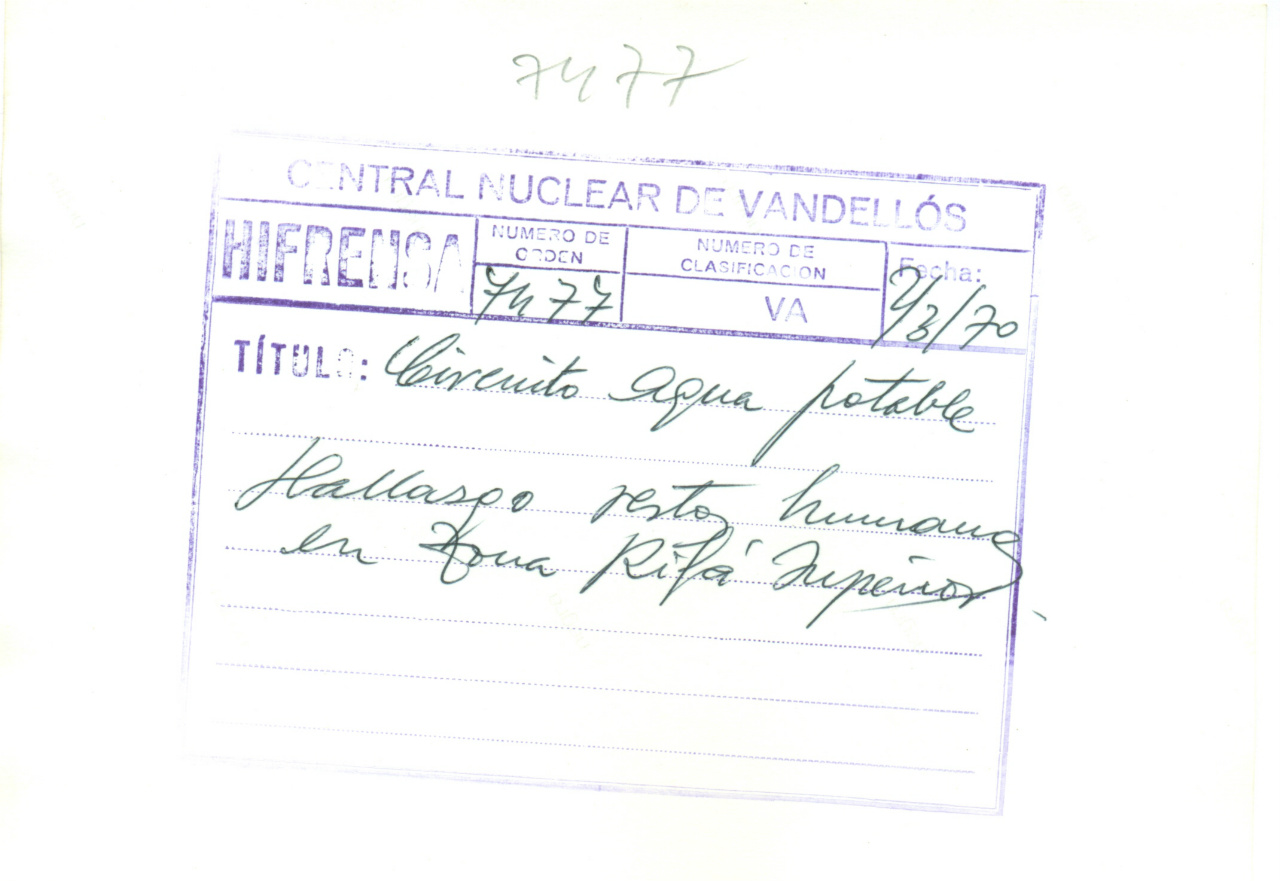 7477
CENTRAL NUCLEAR DE VANDELLÓS
HIFRENSA
NUMERO DE ORDEN
7477
NUMERO DE CLASIFICACION
VA
Fecha:
9/3/70
TÍTULO: Circuito agua potable
Hallasgo restos humanos
en Zona Rifá Superior